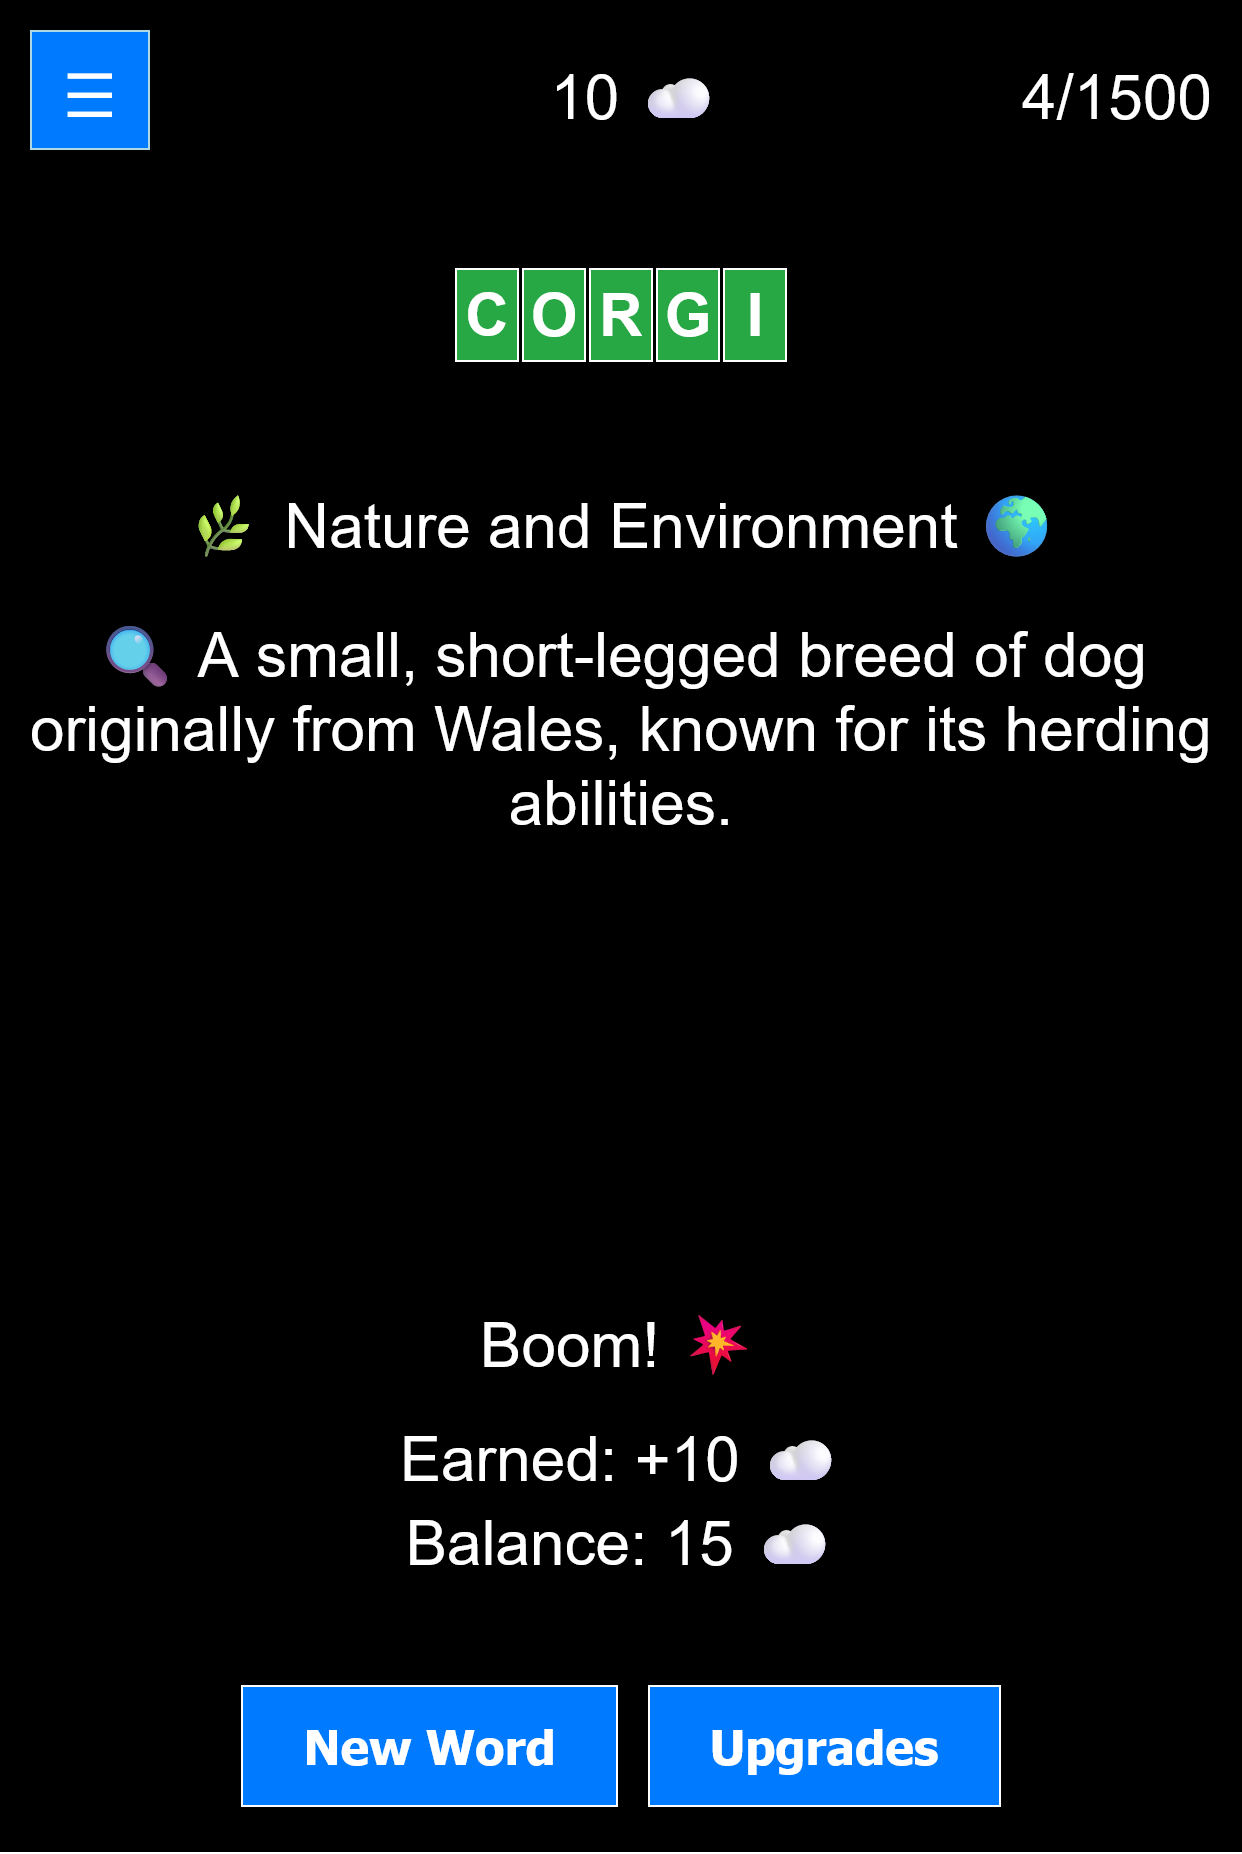 ☰
10 ☁️
4/1500
CORGI
🌿 Nature and Environment 🌍
🔍 A small, short-legged breed of dog
originally from Wales, known for its herding
abilities.
Boom! 💥
Earned: +10 ☁️
Balance: 15 ☁️
New Word
Upgrades